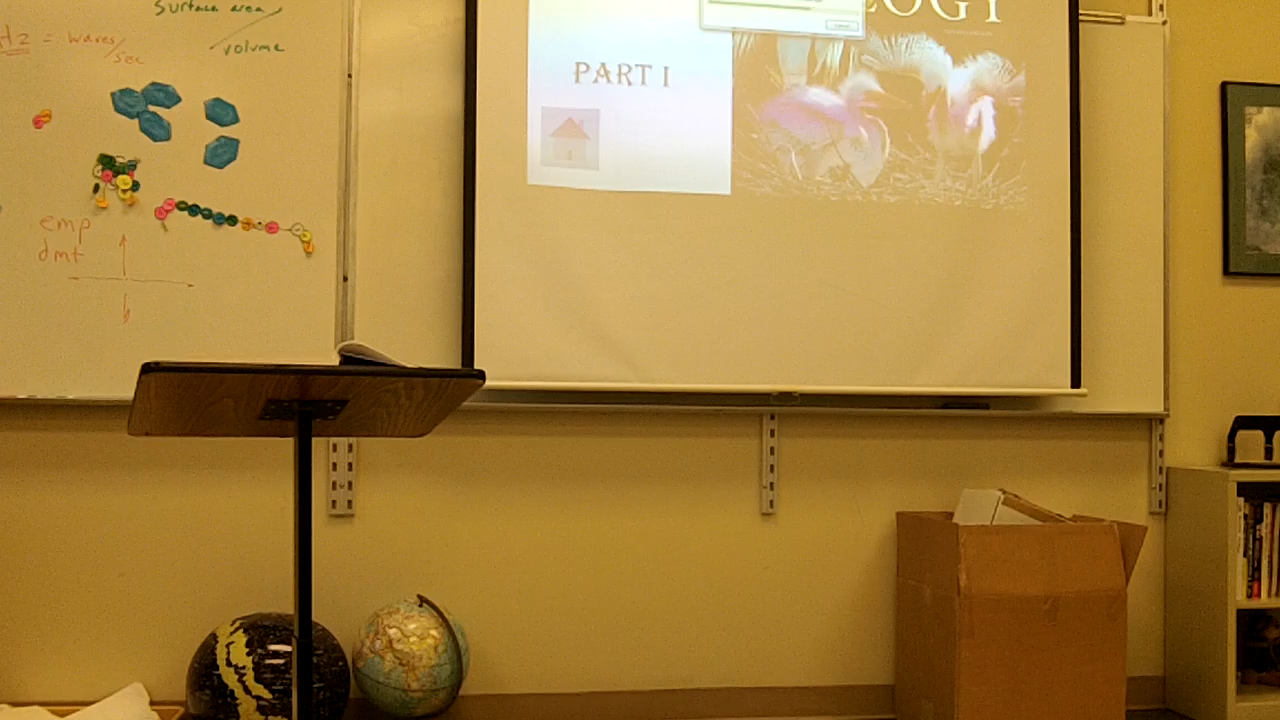 Surface area/
volume
Hz = waves/
sec
emp
dmt
PART I
OGY